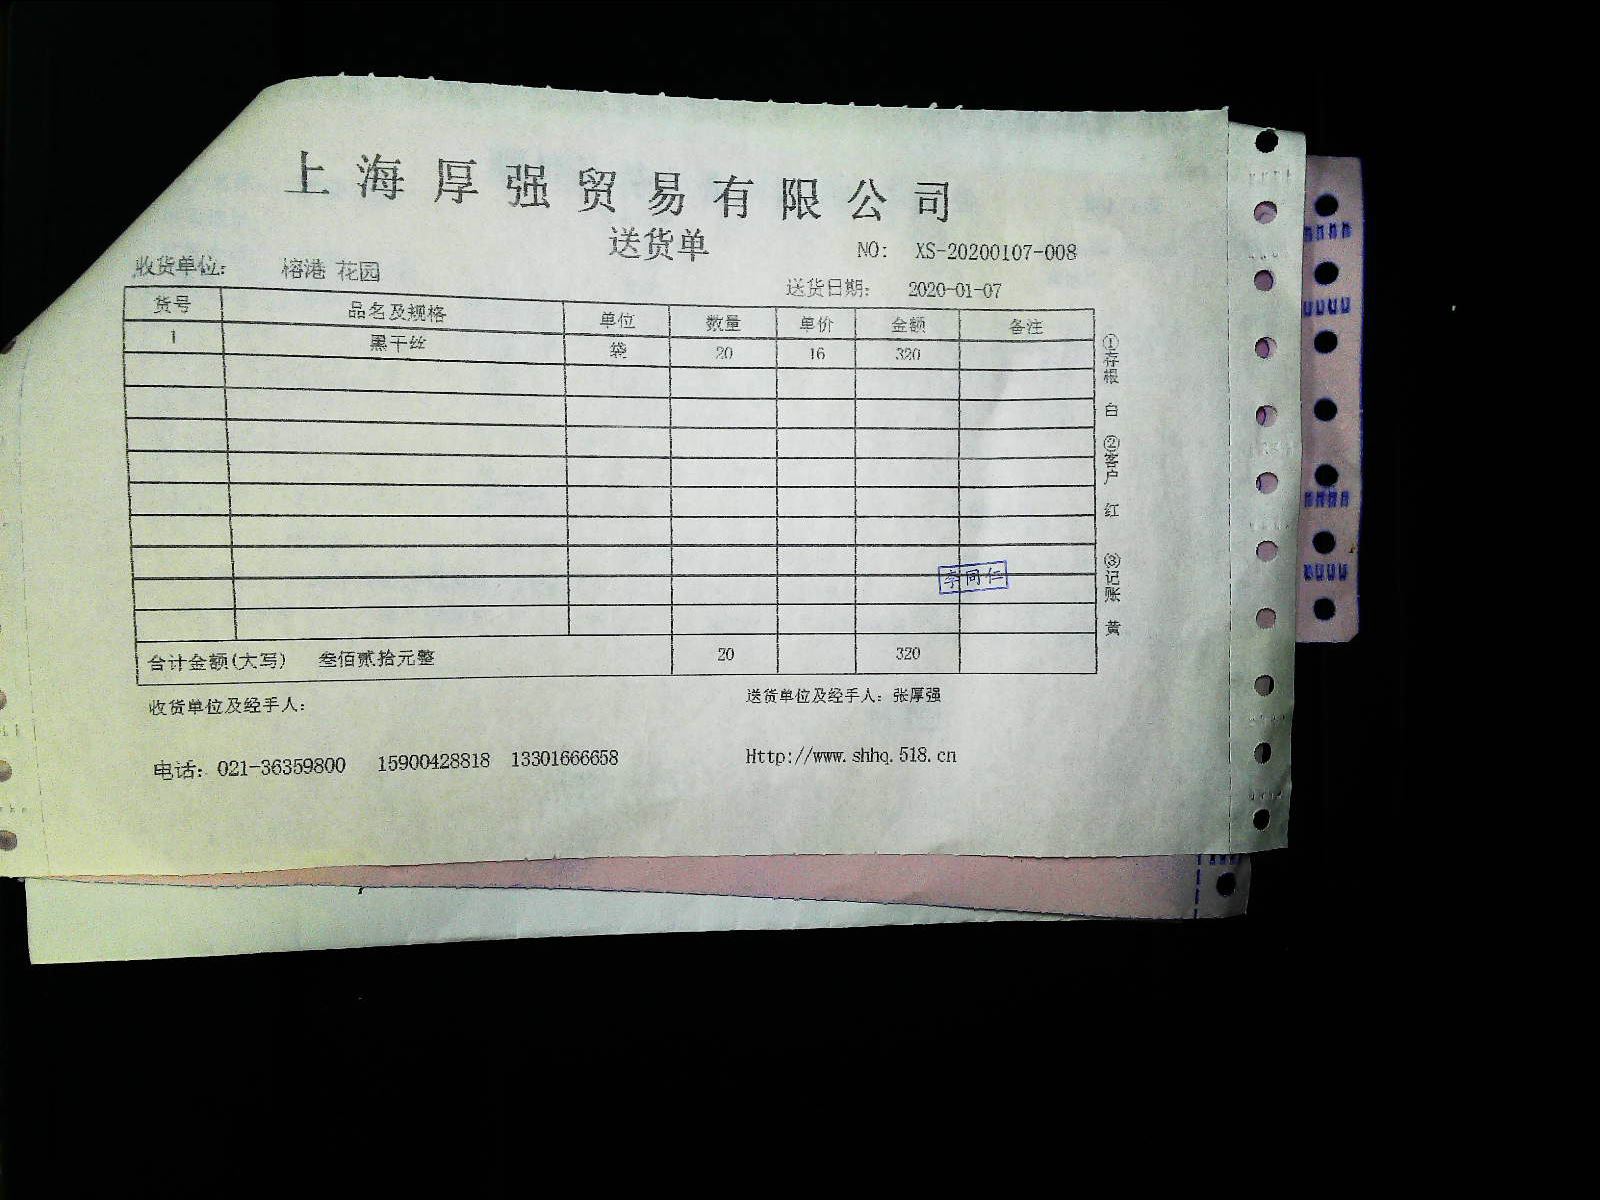 上海厚强贸易有限公司
送货单
NO: XS-20200107-008
收货单位: 榕港 花园
送货日期: 2020-01-07
货号 品名及规格 单位 数量 单价 金额 备注
1 黑干丝 袋 20 16 320
李同仁
合计金额(大写) 叁佰贰拾元整 20 320
收货单位及经手人:
送货单位及经手人: 张厚强
电话: 021-36359800 15900428818 13301666658
Http://www.shhq.518.cn
①存根 白 ②客户 红 ③记账 黄